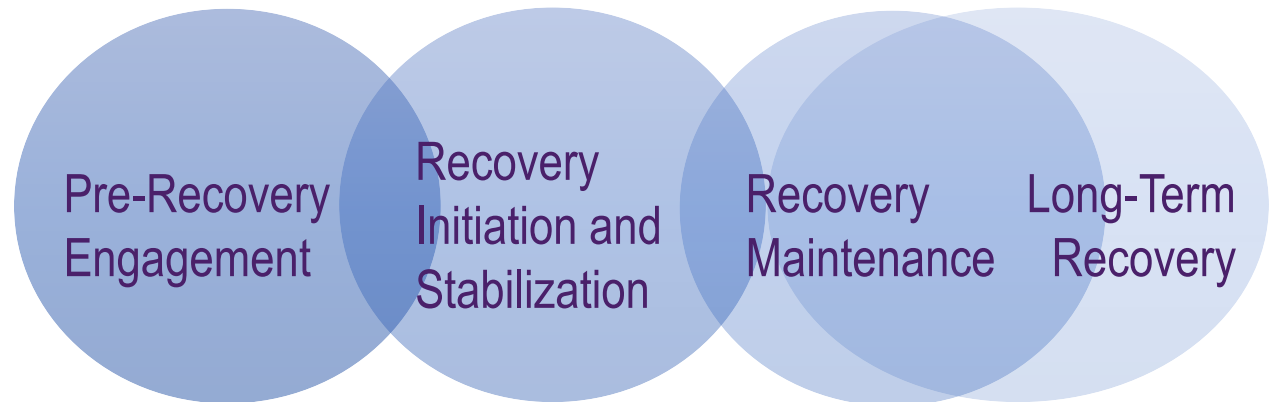 Pre-Recovery
Engagement
Recovery
Initiation and
Stabilization
Recovery
Maintenance
Long-Term
Recovery